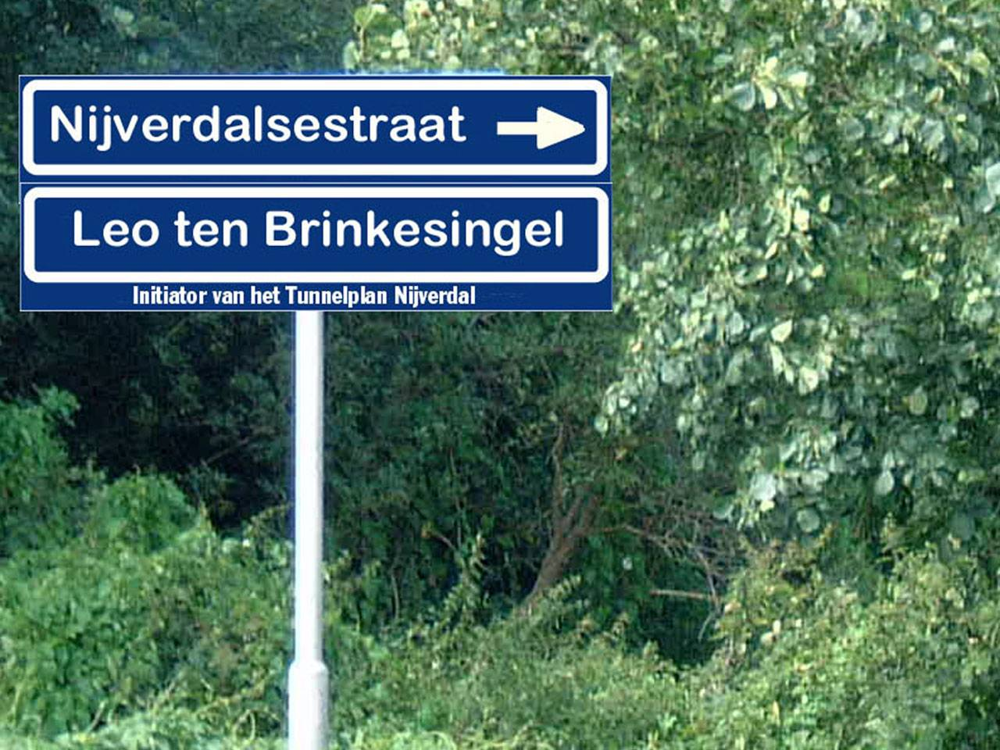 Nijverdalsestraat
Leo ten Brinkesingel
Initiator van het Tunnelplan Nijverdal